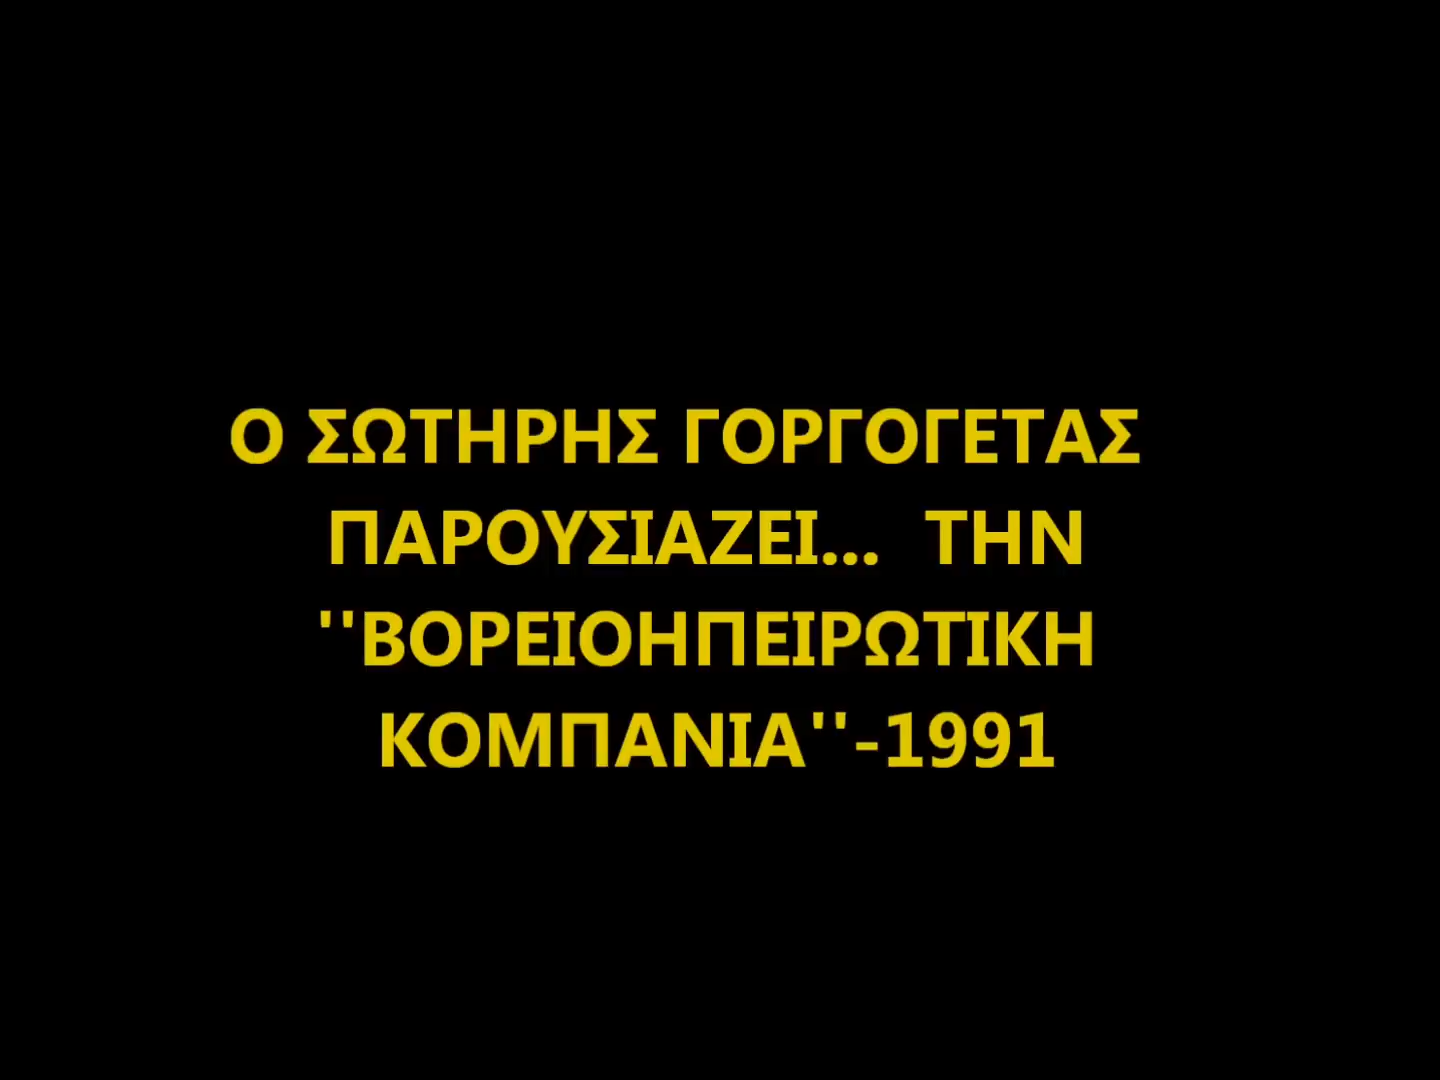 Ο ΣΩΤΗΡΗΣ ΓΟΡΓΟΓΕΤΑΣ
ΠΑΡΟΥΣΙΑΖΕΙ... ΤΗΝ
''ΒΟΡΕΙΟΗΠΕΙΡΩΤΙΚΗ
ΚΟΜΠΑΝΙΑ''-1991